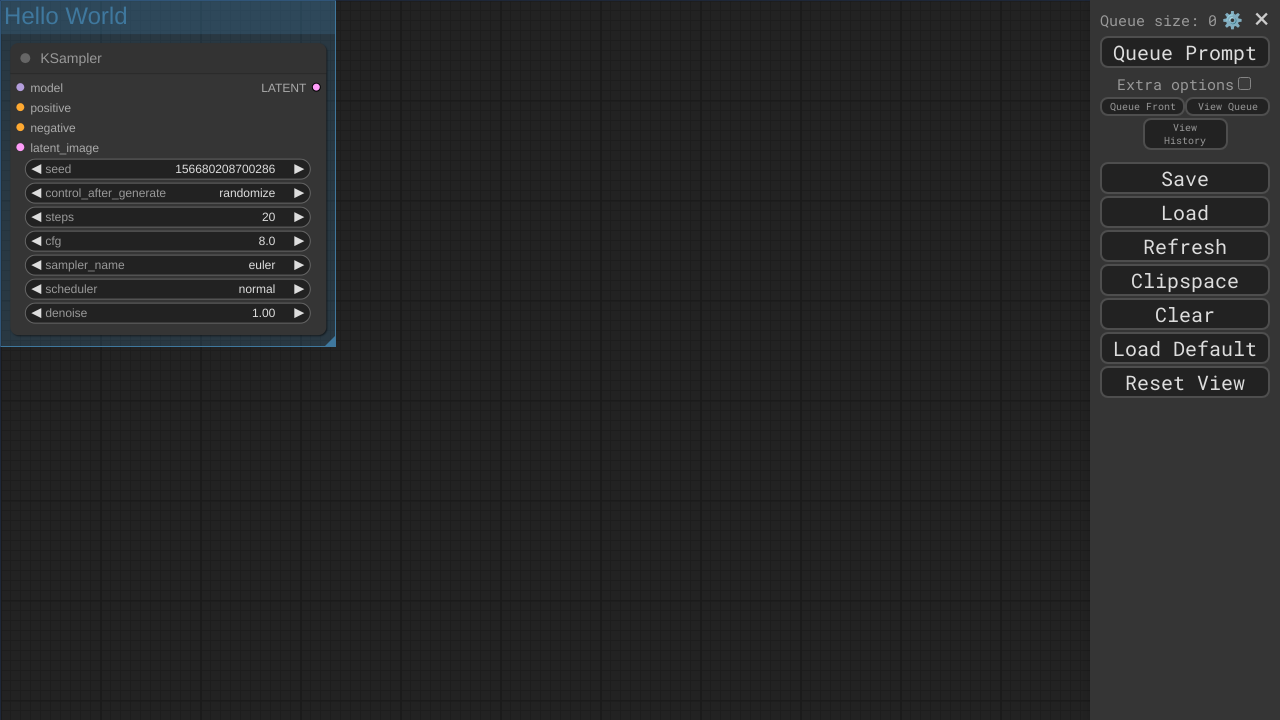 Hello World
KSampler
model LATENT
positive
negative
latent_image
seed 156680208700286
control_after_generate randomize
steps 20
cfg 8.0
sampler_name euler
scheduler normal
denoise 1.00
Queue size: 0
Queue Prompt
Extra options
Queue Front View Queue
View
History
Save
Load
Refresh
Clipspace
Clear
Load Default
Reset View